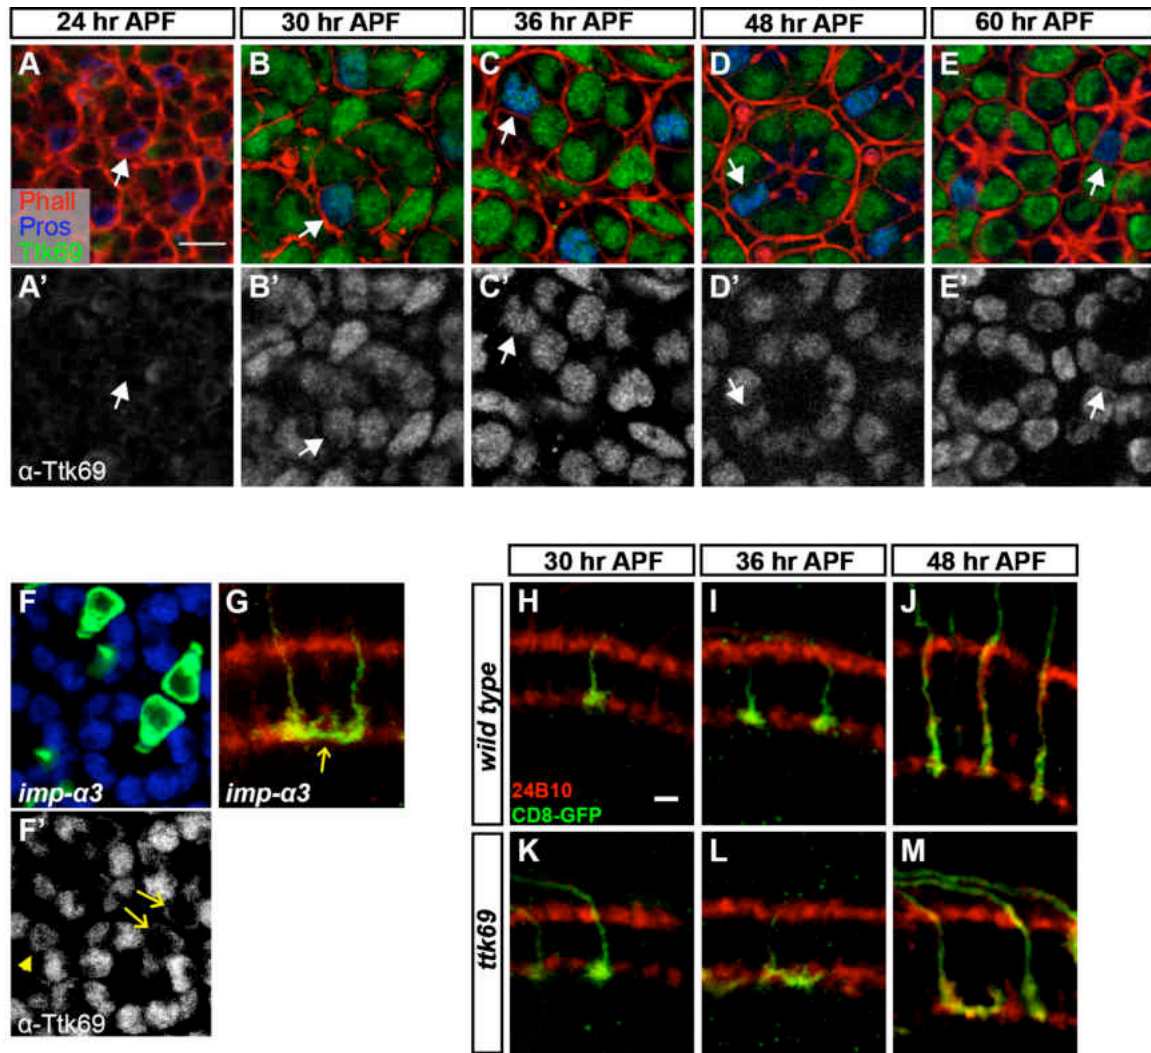 24 hr APF 30 hr APF 36 hr APF 48 hr APF 60 hr APF
A B C D E
Phall
Pros
Ttk69
A' B' C' D' E'
α-Ttk69
30 hr APF 36 hr APF 48 hr APF
F G wild type H I J
imp-α3 imp-α3 24B10
CD8-GFP
F' ttk69 K L M
α-Ttk69